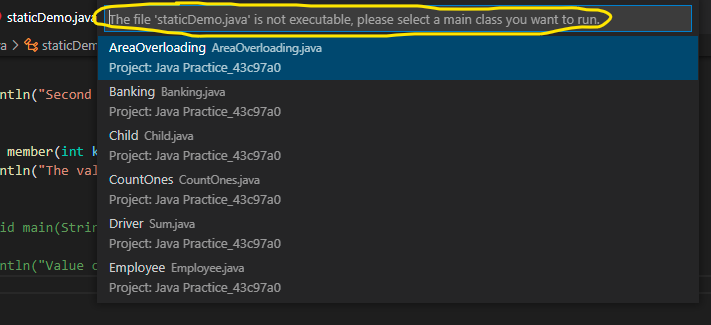 staticDemo.java
The file 'staticDemo.java' is not executable, please select a main class you want to run.
staticDem
AreaOverloading AreaOverloading.java
Project: Java Practice_43c97a0
Banking Banking.java
Project: Java Practice_43c97a0
ntln("Second
Child Child.java
Project: Java Practice_43c97a0
member(int k
ntln("The val
CountOnes CountOnes.java
Project: Java Practice_43c97a0
id main(Strin
Driver Sum.java
Project: Java Practice_43c97a0
ntln("Value o
Employee Employee.java
Project: Java Practice_43c97a0